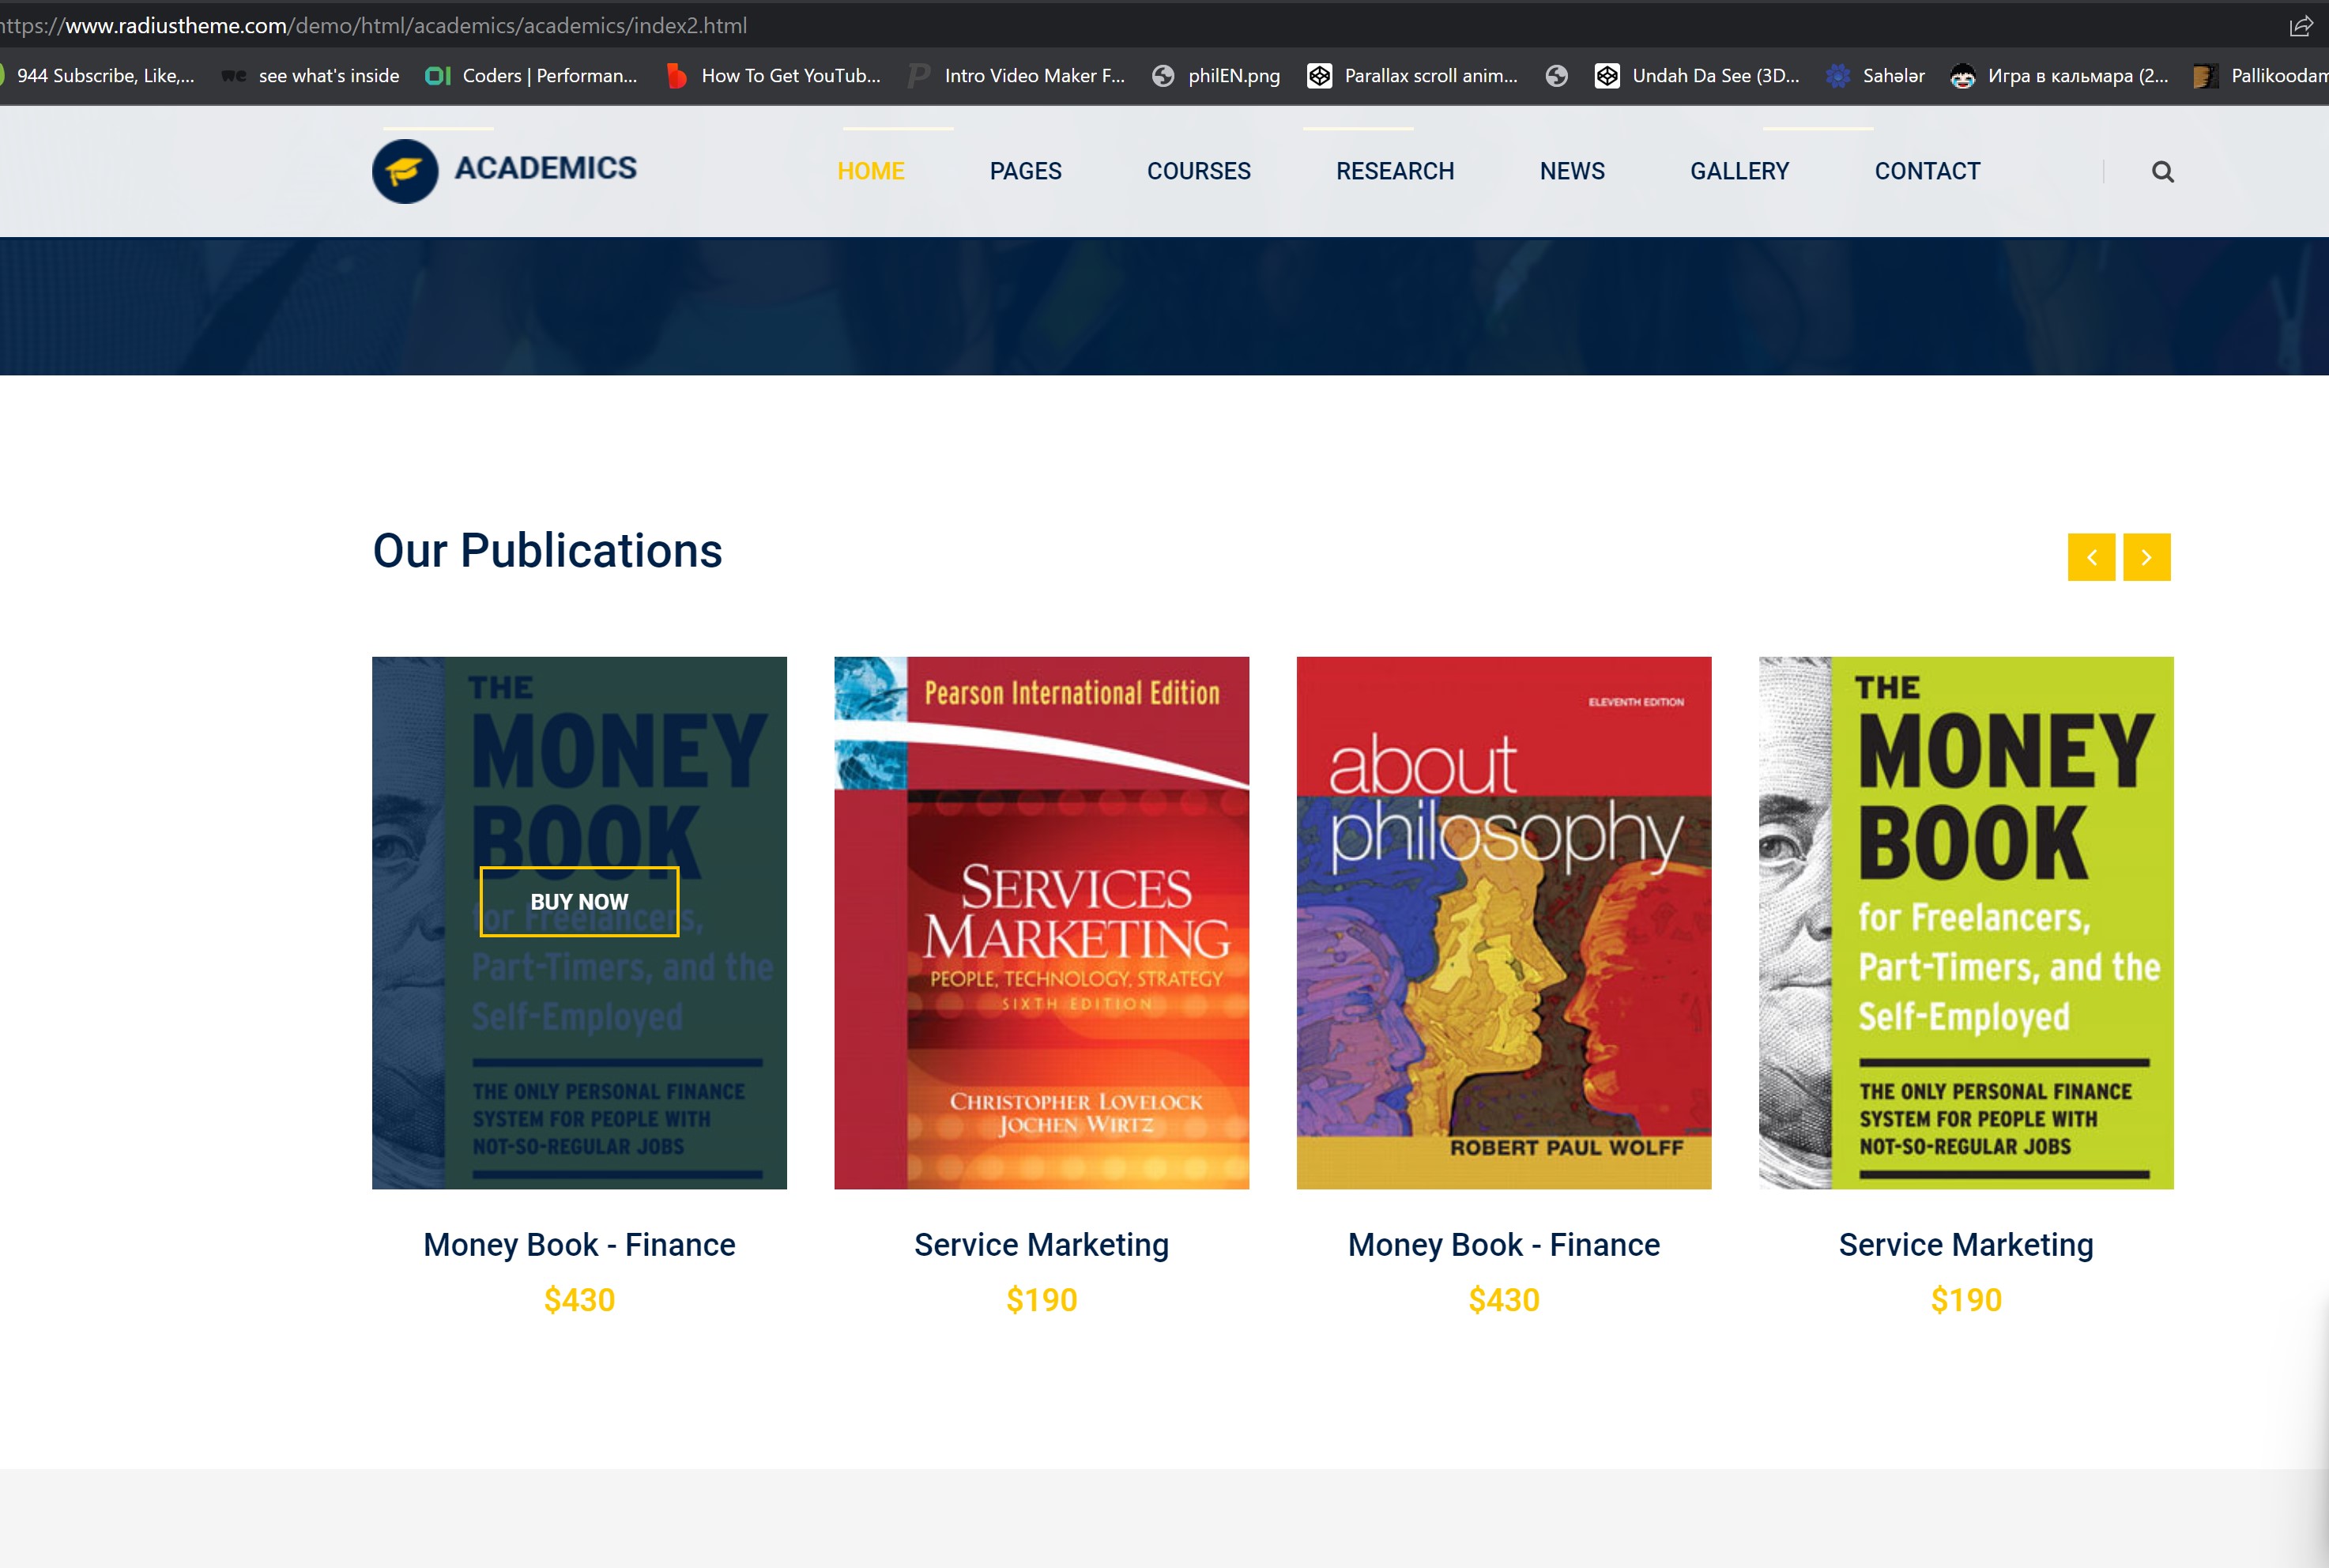 https://www.radiustheme.com/demo/html/academics/academics/index2.html
944 Subscribe, Like,...
we see what's inside
Coders | Performan...
How To Get YouTub...
Intro Video Maker F...
philEN.png
Parallax scroll anim...
Undah Da See (3D...
Sahələr
Игра в кальмара (2...
Pallikoodam
ACADEMICS
HOME
PAGES
COURSES
RESEARCH
NEWS
GALLERY
CONTACT
Our Publications
THE
MONEY
BOOK
BUY NOW
for Freelancers,
Part-Timers, and the
Self-Employed
THE ONLY PERSONAL FINANCE
SYSTEM FOR PEOPLE WITH
NOT-SO-REGULAR JOBS
Money Book - Finance
$430
Pearson International Edition
SERVICES
MARKETING
PEOPLE, TECHNOLOGY, STRATEGY
SIXTH EDITION
CHRISTOPHER LOVELOCK
JOCHEN WIRTZ
Service Marketing
$190
ELEVENTH EDITION
about
philosophy
ROBERT PAUL WOLFF
Money Book - Finance
$430
THE
MONEY
BOOK
for Freelancers,
Part-Timers, and the
Self-Employed
THE ONLY PERSONAL FINANCE
SYSTEM FOR PEOPLE WITH
NOT-SO-REGULAR JOBS
Service Marketing
$190